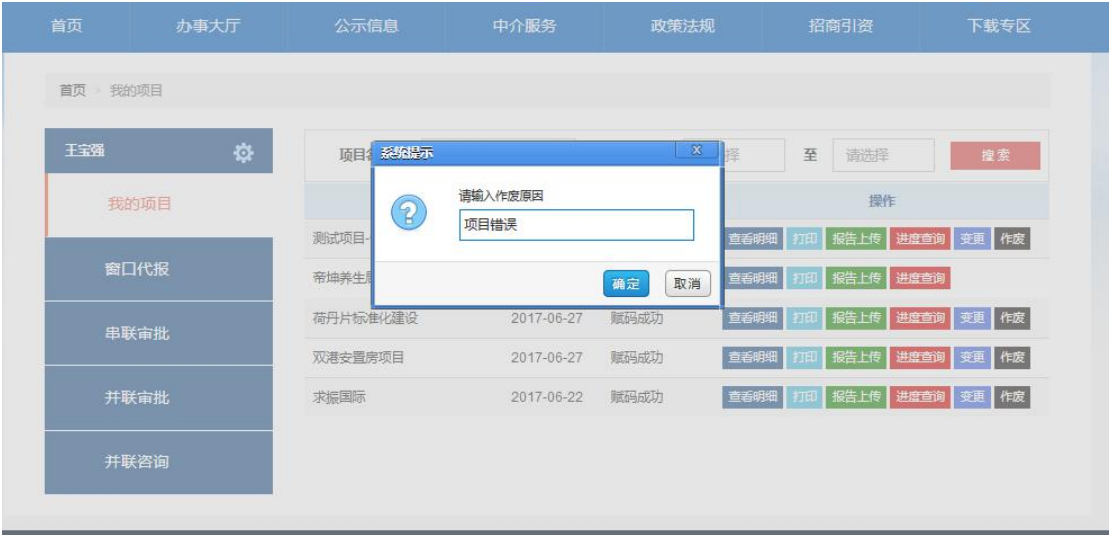 首页 办事大厅 公示信息 中介服务 政策法规 招商引资 下载专区
首页 > 我的项目
王宝强
我的项目
窗口代报
串联审批
并联审批
并联咨询
项目 择 至 请选择 搜索
操作
系统提示 X
请输入作废原因
项目错误
确定 取消
测试项目- 查看明细 打印 报告上传 进度查询 变更 作废
帝坤养生 查看明细 打印 报告上传 进度查询
荷丹片标准化建设 2017-06-27 赋码成功 查看明细 打印 报告上传 进度查询 变更 作废
双港安置房项目 2017-06-27 赋码成功 查看明细 打印 报告上传 进度查询 变更 作废
求振国际 2017-06-22 赋码成功 查看明细 打印 报告上传 进度查询 变更 作废